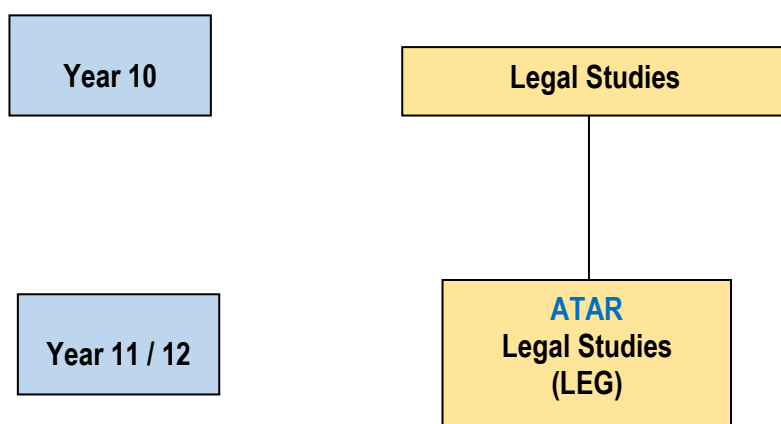 Year 10
Legal Studies
Year 11 / 12
ATAR
Legal Studies
(LEG)